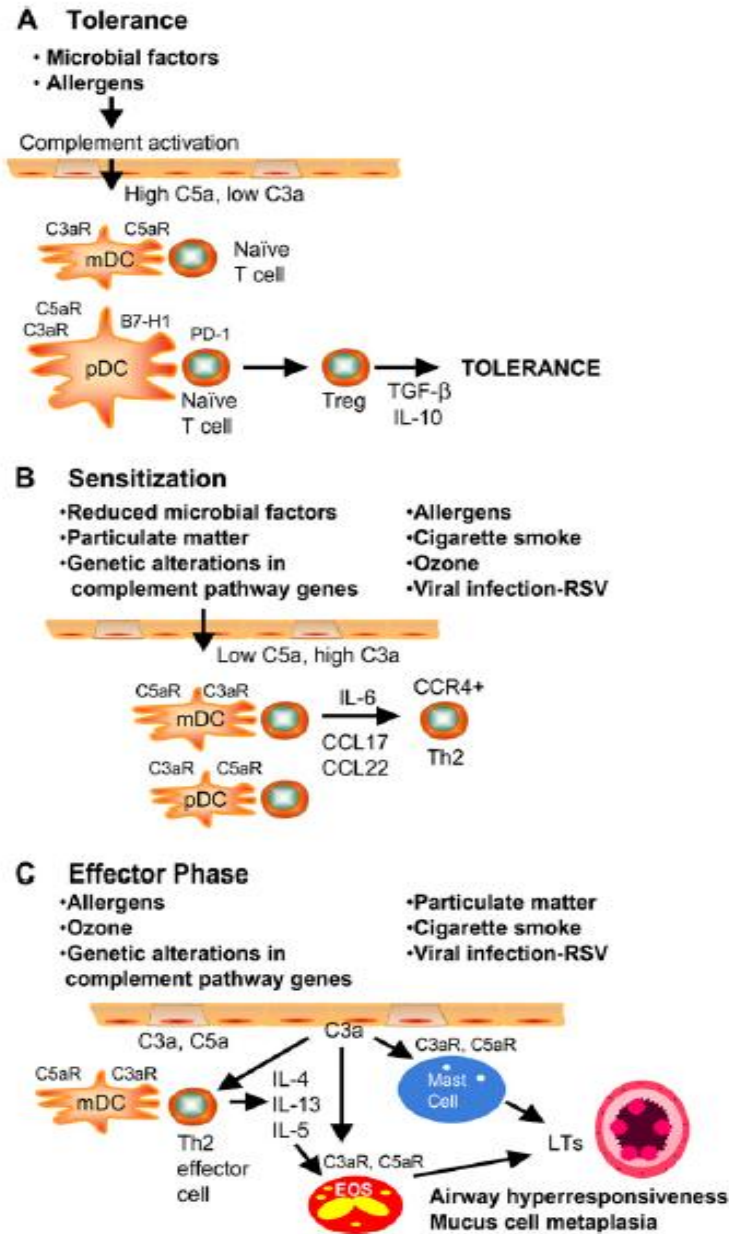 A Tolerance
• Microbial factors
• Allergens
Complement activation
High C5a, low C3a
C3aR C5aR
mDC
Naïve
T cell
C5aR
C3aR
B7-H1
PD-1
pDC
Naïve
T cell
Treg
TGF-β
IL-10
TOLERANCE
B Sensitization
•Reduced microbial factors
•Particulate matter
•Genetic alterations in
complement pathway genes
•Allergens
•Cigarette smoke
•Ozone
•Viral infection-RSV
Low C5a, high C3a
C5aR C3aR
mDC
IL-6
CCL17
CCL22
CCR4+
Th2
C3aR C5aR
pDC
C Effector Phase
•Allergens
•Ozone
•Genetic alterations in
complement pathway genes
•Particulate matter
•Cigarette smoke
•Viral infection-RSV
C3a, C5a
C3a
C5aR C3aR
mDC
Th2
effector
cell
IL-4
IL-13
IL-5
C3aR, C5aR
Mast
Cell
C3aR, C5aR
EOS
LTs
Airway hyperresponsiveness
Mucus cell metaplasia